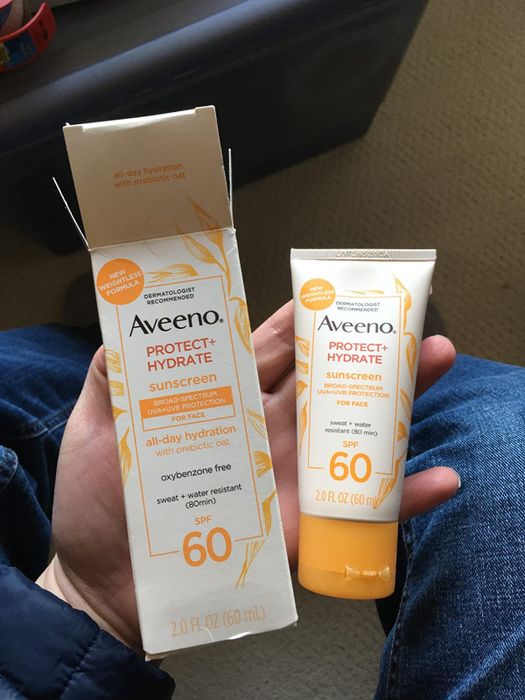 all-day hydration
with prebiotic oat
NEW
WEIGHTLESS
FORMULA
DERMATOLOGIST
RECOMMENDED
Aveeno®
PROTECT+
HYDRATE
sunscreen
BROAD-SPECTRUM
UVA+UVB PROTECTION
FOR FACE
all-day hydration
with prebiotic oat
oxybenzone free
sweat + water resistant
(80min)
SPF
60
2.0 FL OZ (60 mL)
NEW
WEIGHTLESS
FORMULA
DERMATOLOGIST
RECOMMENDED
Aveeno®
PROTECT+
HYDRATE
sunscreen
BROAD-SPECTRUM
UVA+UVB PROTECTION
FOR FACE
sweat + water
resistant (80 min)
SPF
60
2.0 FL OZ (60 mL)